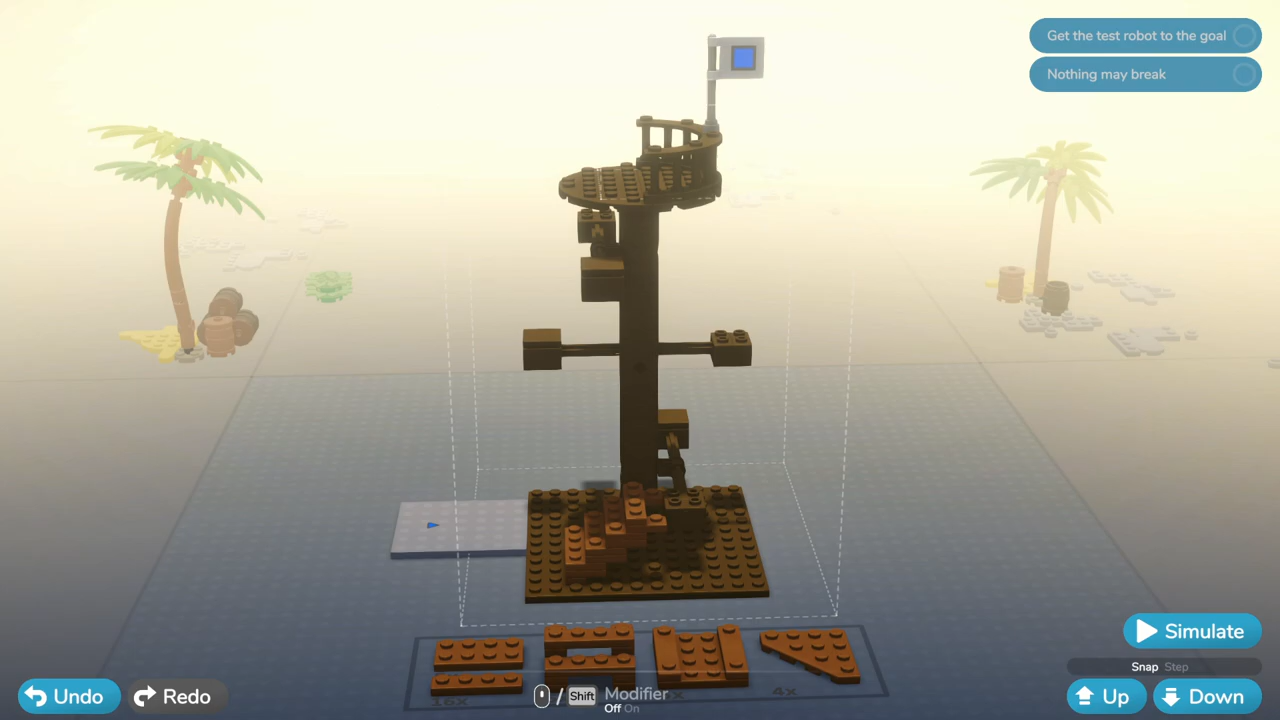 Get the test robot to the goal
Nothing may break
Simulate
Snap Step
Undo
Redo
/ Shift Modifier
Off On
Up
Down
16x
4x